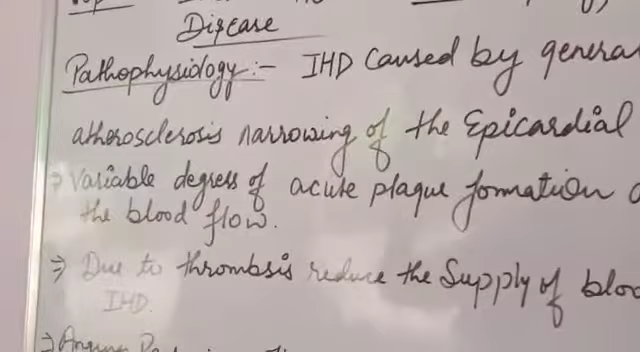 Disease
Pathophysiology:- IHD caused by genera
atherosclerosis narrowing of the Epicardial
⇒ Variable degress of acute plaque formation
the blood flow.
⇒ Due to thrombsis reduce the Supply of bloo
IHD.